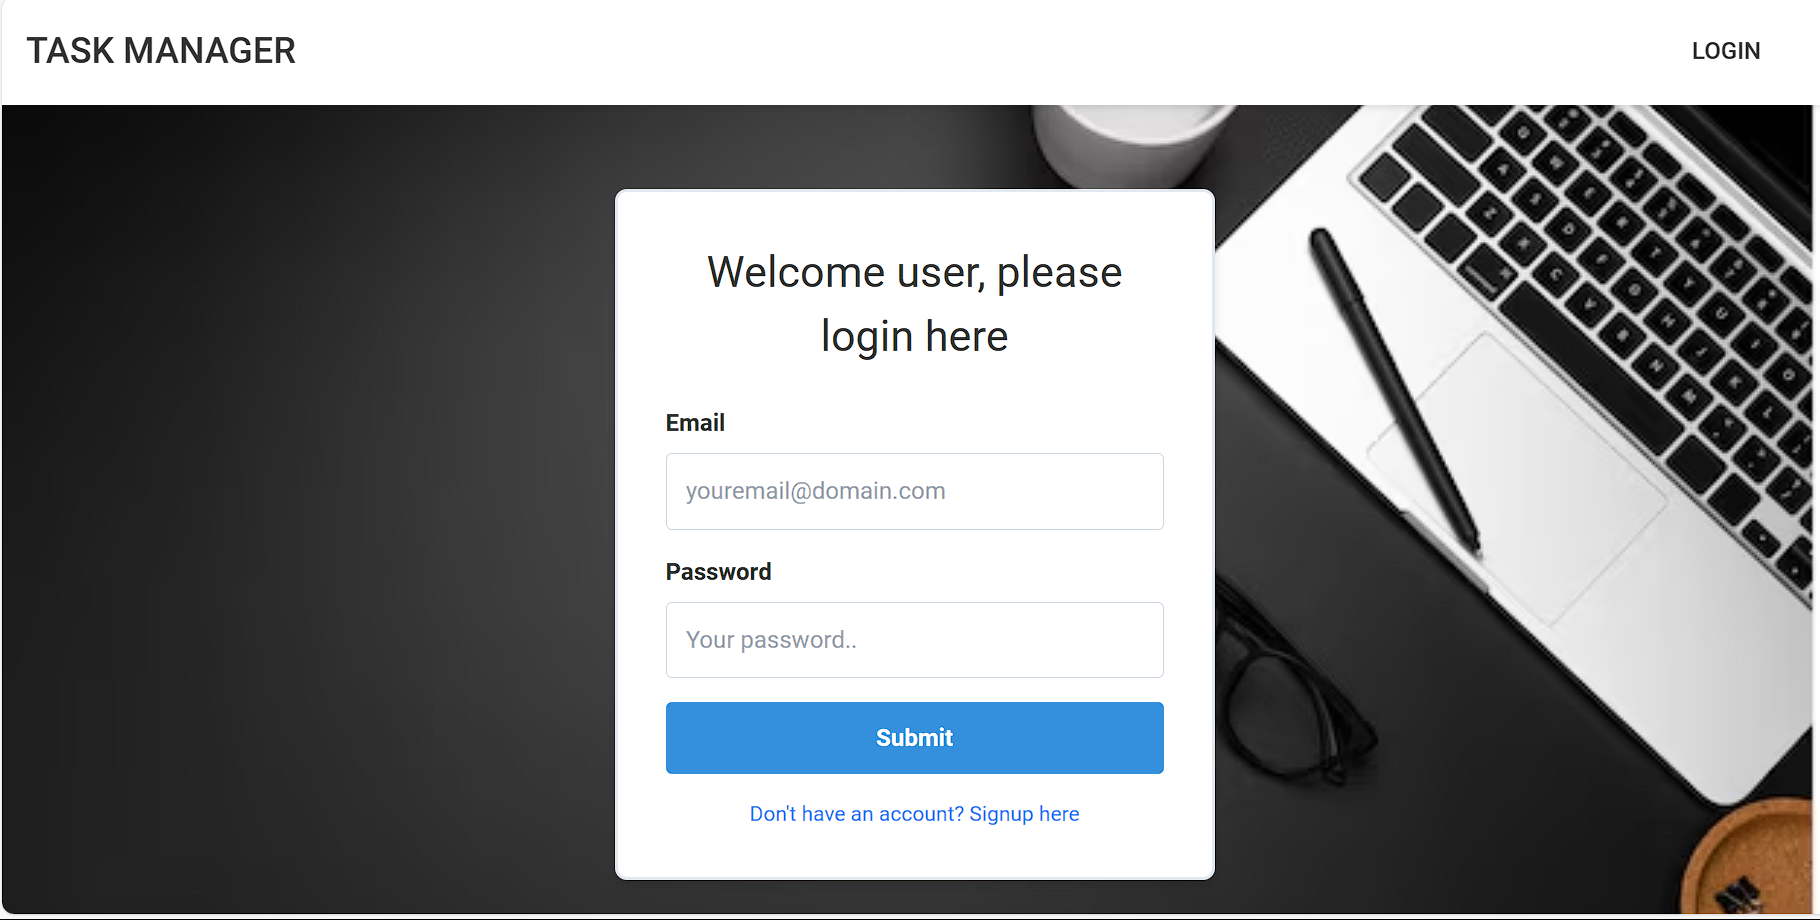 TASK MANAGER
LOGIN
Welcome user, please
login here
Email
youremail@domain.com
Password
Your password..
Submit
Don't have an account? Signup here